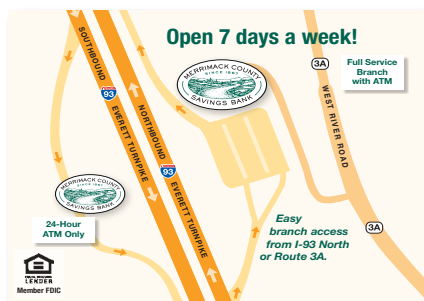 Open 7 days a week!
SOUTHBOUND
93
EVERETT TURNPIKE
NORTHBOUND
93
EVERETT TURNPIKE
MERRIMACK COUNTY
SINCE 1867
SAVINGS BANK
3A
Full Service
Branch
with ATM
WEST RIVER ROAD
3A
MERRIMACK COUNTY
SINCE 1867
SAVINGS BANK
24-Hour
ATM Only
Easy
branch access
from I-93 North
or Route 3A.
EQUAL HOUSING
LENDER
Member FDIC